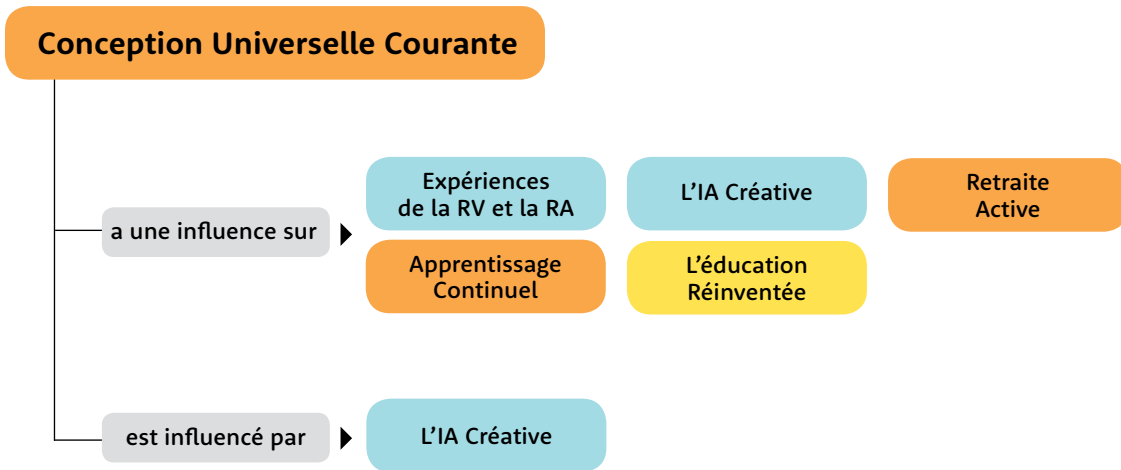 Conception Universelle Courante
a une influence sur
Expériences
de la RV et la RA
L’IA Créative
Retraite
Active
Apprentissage
Continuel
L’éducation
Réinventée
est influencé par
L’IA Créative